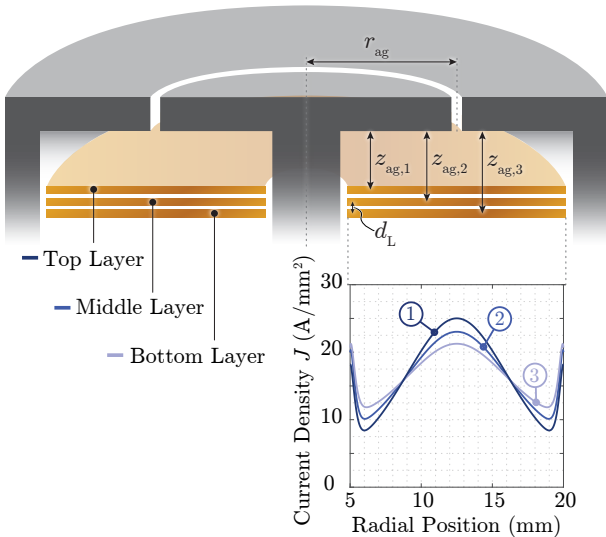 r_ag
z_ag,1
z_ag,2
z_ag,3
d_L
Top Layer
Middle Layer
Bottom Layer
Current Density J (A/mm²)
30
20
10
0
1
2
3
5
10
15
20
Radial Position (mm)